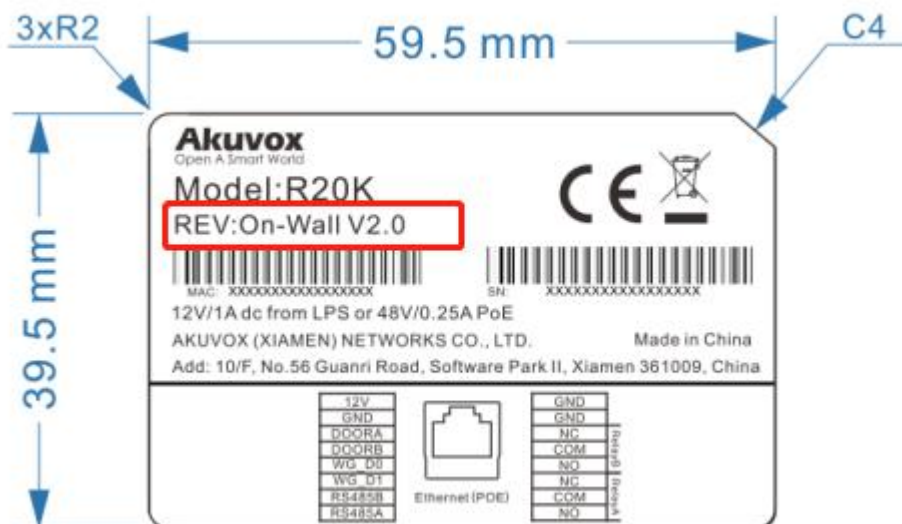 3xR2
59.5 mm
C4
39.5 mm
Akuvox
Open A Smart World
Model:R20K
CE
REV:On-Wall V2.0
MAC: XXXXXXXXXXXXXXXXX
SN: XXXXXXXXXXXXXXXXX
12V/1A dc from LPS or 48V/0.25A PoE
AKUVOX (XIAMEN) NETWORKS CO., LTD. Made in China
Add: 10/F, No.56 Guanri Road, Software Park II, Xiamen 361009, China
12V
GND
DOORA
DOORB
WG_D0
WG_D1
RS485B
RS485A
Ethernet(POE)
GND
GND
NC
COM
NO
NC
COM
NO
RelayB
RelayA